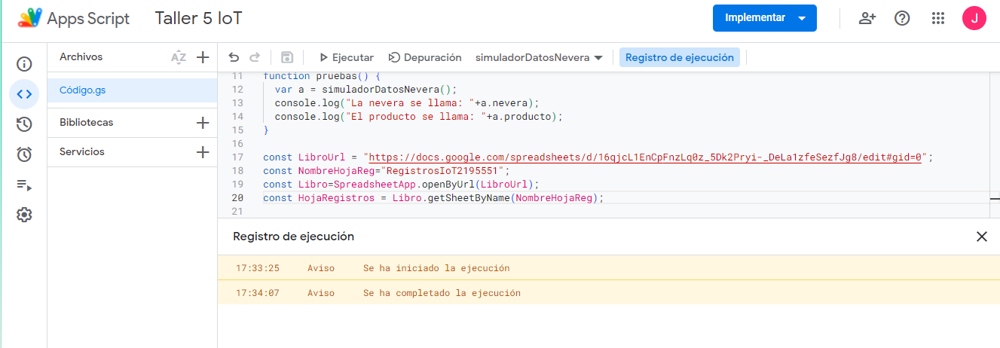 Apps Script Taller 5 IoT Implementar J
Archivos AZ Ejecutar Depuración simuladorDatosNevera Registro de ejecución
Código.gs
Bibliotecas
Servicios
11 function pruebas() {
12 var a = simuladorDatosNevera();
13 console.log("La nevera se llama: "+a.nevera);
14 console.log("El producto se llama: "+a.producto);
15 }
16
17 const LibroUrl = "https://docs.google.com/spreadsheets/d/16qjcL1EnCpFnzLq0z_5Dk2Pryi-_DeLa1zfeSezfJg8/edit#gid=0";
18 const NombreHojaReg="RegistrosIoT2195551";
19 const Libro=SpreadsheetApp.openByUrl(LibroUrl);
20 const HojaRegistros = Libro.getSheetByName(NombreHojaReg);
21
Registro de ejecución
17:33:25 Aviso Se ha iniciado la ejecución
17:34:07 Aviso Se ha completado la ejecución